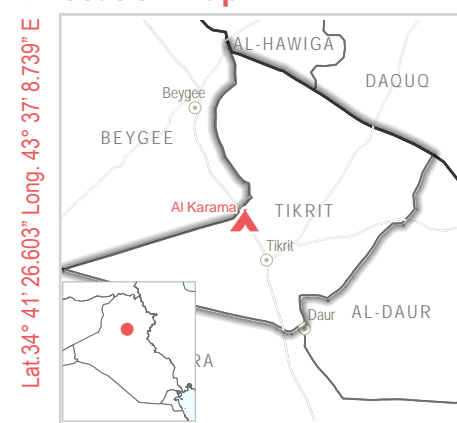 Lat.34° 41' 26.603" Long. 43° 37' 8.739" E
AL-HAWIGA
DAQUQ
Beygee
BEYGEE
Al Karama
TIKRIT
Tikrit
Daur
AL-DAUR
RA